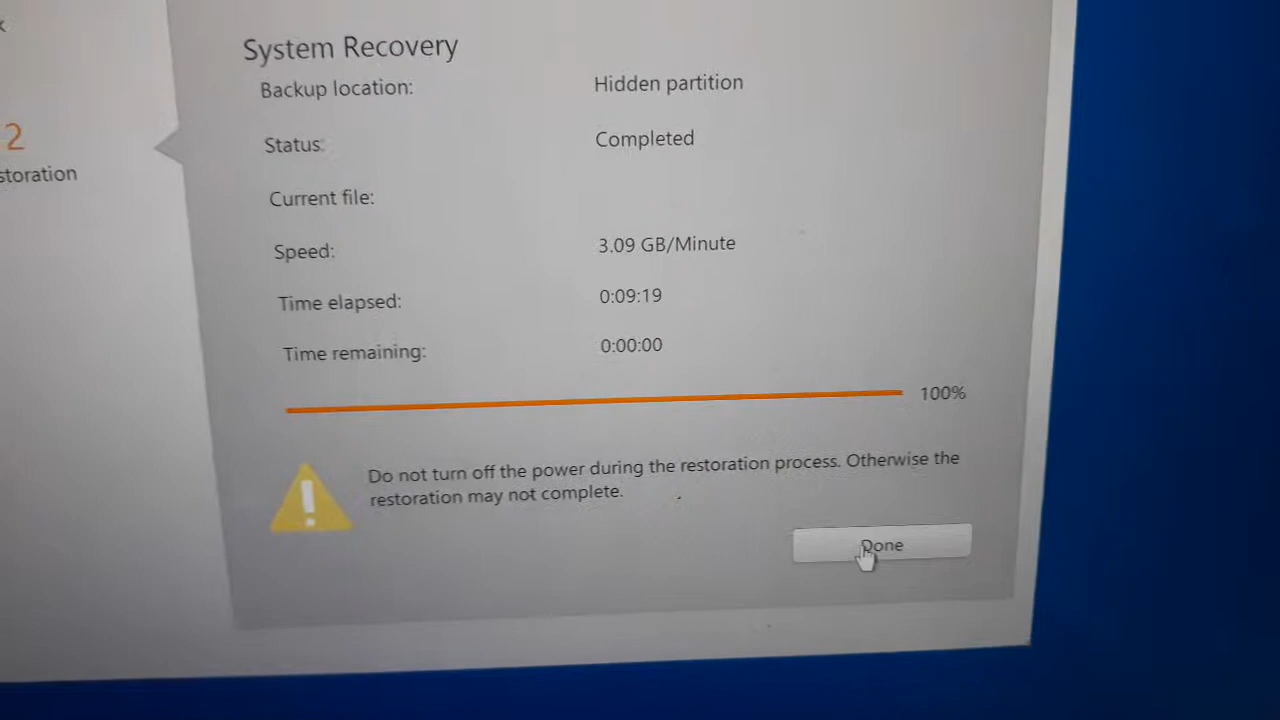 System Recovery
Backup location: Hidden partition
2
storation
Status: Completed
Current file:
Speed: 3.09 GB/Minute
Time elapsed: 0:09:19
Time remaining: 0:00:00
100%
Do not turn off the power during the restoration process. Otherwise the
restoration may not complete.
Done